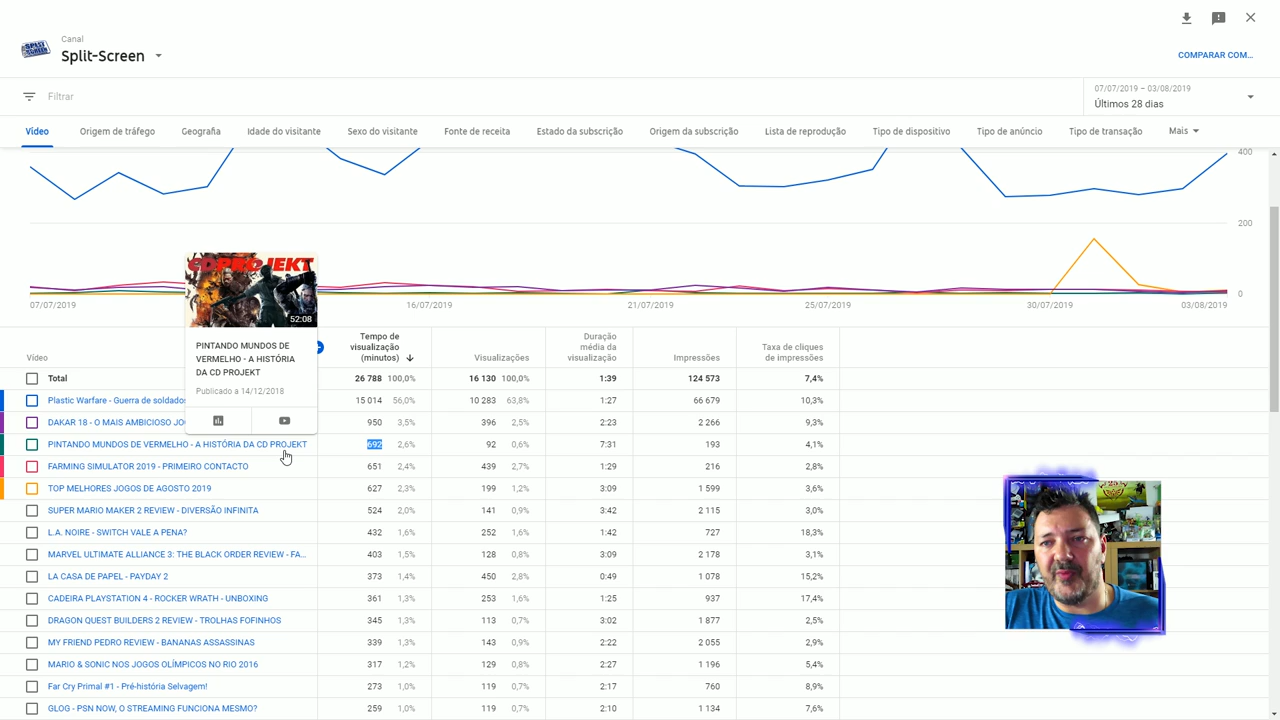 Canal
SPLIT SCREEN
Split-Screen
COMPARAR COM...
Filtrar
07/07/2019 – 03/08/2019
Últimos 28 dias
Vídeo Origem de tráfego Geografia Idade do visitante Sexo do visitante Fonte de receita Estado da subscrição Origem da subscrição Lista de reprodução Tipo de dispositivo Tipo de anúncio Tipo de transação Mais
400
200
0
07/07/2019 16/07/2019 21/07/2019 25/07/2019 30/07/2019 03/08/2019
CD PROJEKT
52:08
PINTANDO MUNDOS DE
VERMELHO - A HISTÓRIA
DA CD PROJEKT
Publicado a 14/12/2018
Vídeo
Tempo de
visualização
(minutos)
Visualizações
Duração
média da
visualização
Impressões
Taxa de cliques
de impressões
Total 26 788 100,0% 16 130 100,0% 1:39 124 573 7,4%
Plastic Warfare - Guerra de soldados 15 014 56,0% 10 283 63,8% 1:27 66 679 10,3%
DAKAR 18 - O MAIS AMBICIOSO JO 950 3,5% 396 2,5% 2:23 2 266 9,3%
PINTANDO MUNDOS DE VERMELHO - A HISTÓRIA DA CD PROJEKT 692 2,6% 92 0,6% 7:31 193 4,1%
FARMING SIMULATOR 2019 - PRIMEIRO CONTACTO 651 2,4% 439 2,7% 1:29 216 2,8%
TOP MELHORES JOGOS DE AGOSTO 2019 627 2,3% 199 1,2% 3:09 1 599 3,6%
SUPER MARIO MAKER 2 REVIEW - DIVERSÃO INFINITA 524 2,0% 141 0,9% 3:42 2 115 3,0%
L.A. NOIRE - SWITCH VALE A PENA? 432 1,6% 252 1,6% 1:42 727 18,3%
MARVEL ULTIMATE ALLIANCE 3: THE BLACK ORDER REVIEW - FA... 403 1,5% 128 0,8% 3:09 2 178 3,1%
LA CASA DE PAPEL - PAYDAY 2 373 1,4% 450 2,8% 0:49 1 078 15,2%
CADEIRA PLAYSTATION 4 - ROCKER WRATH - UNBOXING 361 1,3% 253 1,6% 1:25 937 17,4%
DRAGON QUEST BUILDERS 2 REVIEW - TROLHAS FOFINHOS 345 1,3% 113 0,7% 3:02 1 877 2,5%
MY FRIEND PEDRO REVIEW - BANANAS ASSASSINAS 339 1,3% 143 0,9% 2:22 2 055 2,9%
MARIO & SONIC NOS JOGOS OLÍMPICOS NO RIO 2016 317 1,2% 129 0,8% 2:27 1 196 5,4%
Far Cry Primal #1 - Pré-história Selvagem! 273 1,0% 119 0,7% 2:17 760 8,9%
GLOG - PSN NOW, O STREAMING FUNCIONA MESMO? 259 1,0% 119 0,7% 2:10 1 134 7,6%